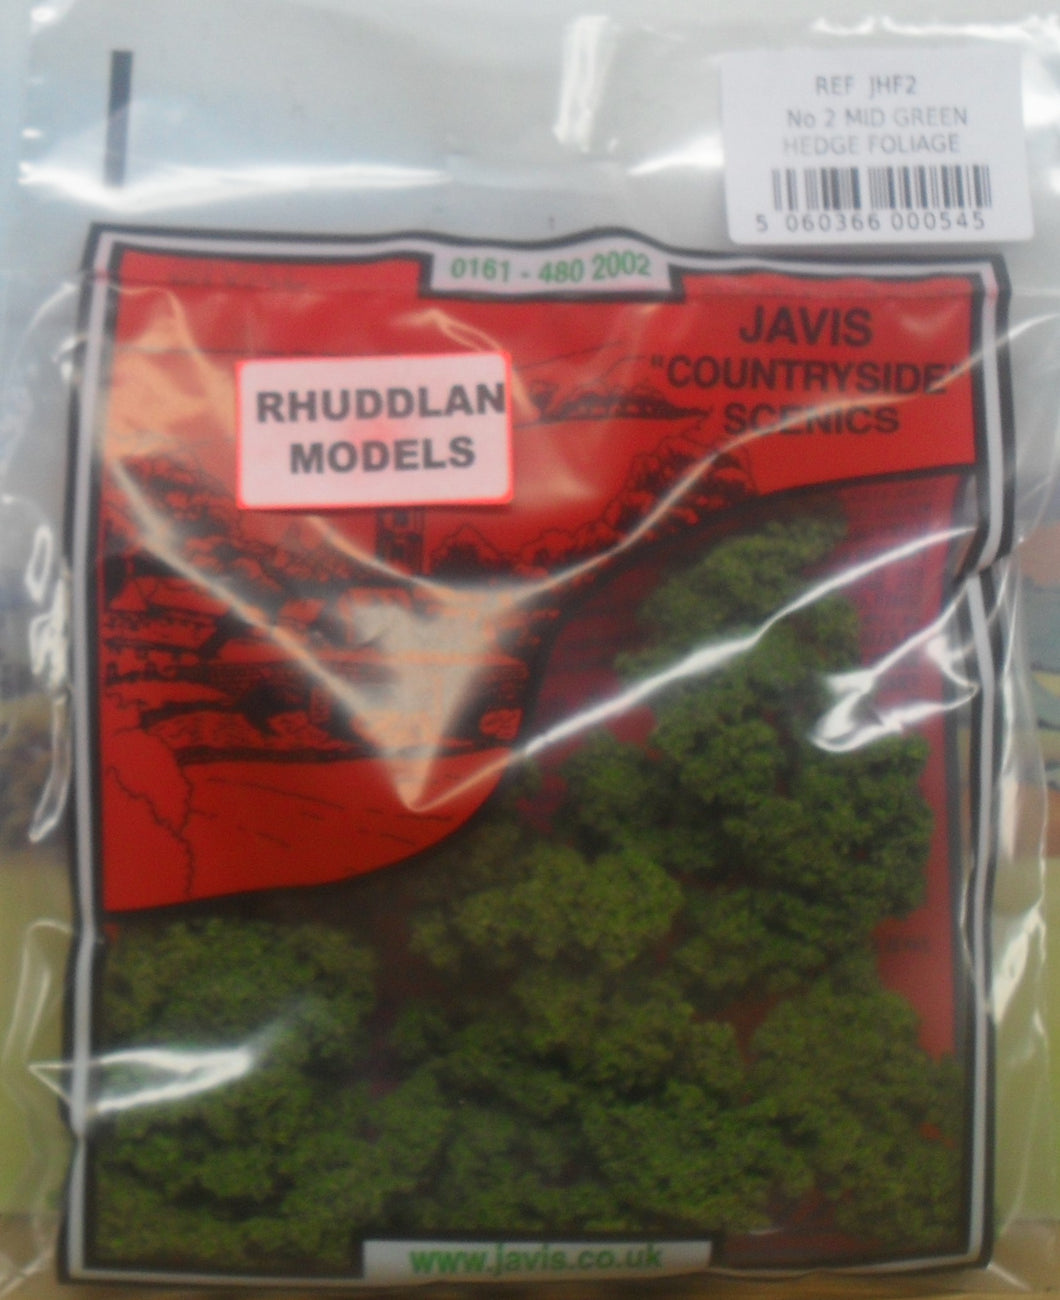 REF JHF2
No 2 MID GREEN
HEDGE FOLIAGE
5 060366 000545
0161 - 480 2002
JAVIS
"COUNTRYSIDE"
SCENICS
RHUDDLAN
MODELS
www.javis.co.uk